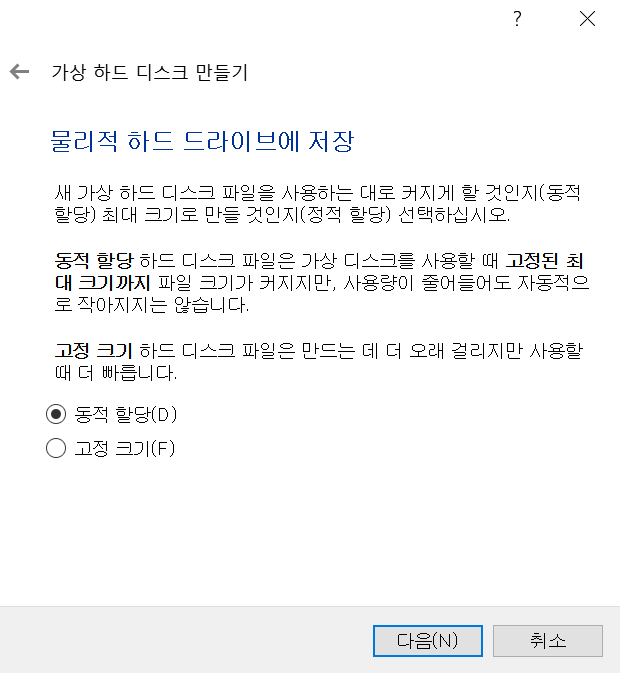 ?
가상 하드 디스크 만들기
물리적 하드 드라이브에 저장
새 가상 하드 디스크 파일을 사용하는 대로 커지게 할 것인지(동적
할당) 최대 크기로 만들 것인지(정적 할당) 선택하십시오.
동적 할당 하드 디스크 파일은 가상 디스크를 사용할 때 고정된 최
대 크기까지 파일 크기가 커지지만, 사용량이 줄어들어도 자동적으
로 작아지지는 않습니다.
고정 크기 하드 디스크 파일은 만드는 데 더 오래 걸리지만 사용할
때 더 빠릅니다.
동적 할당(D)
고정 크기(F)
다음(N)
취소